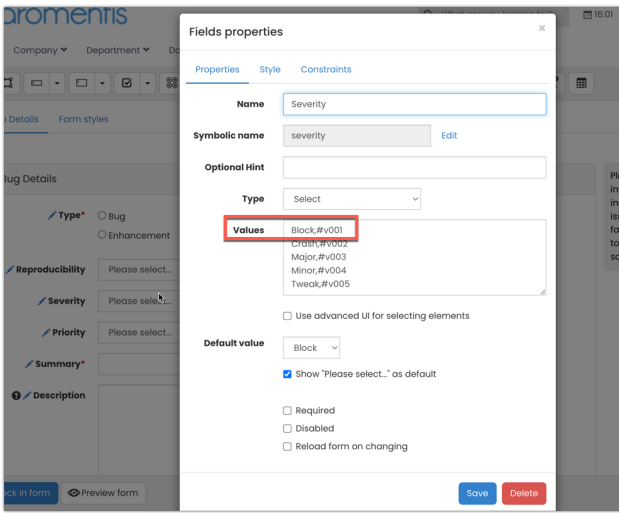 aromentis
Fields properties
×
16:01
Company
Department
Properties
Style
Constraints
Name
Severity
Symbolic name
severity
Edit
Details
Form styles
Optional Hint
Bug Details
Type
Select
Type*
Bug
Enhancement
Values
Block,#v001
Crash,#v002
Major,#v003
Minor,#v004
Tweak,#v005
Reproducibility
Please select...
Severity
Please select...
Use advanced UI for selecting elements
Priority
Please select...
Default value
Block
Summary*
Show "Please select..." as default
Description
Required
Disabled
Reload form on changing
in form
Preview form
Save
Delete